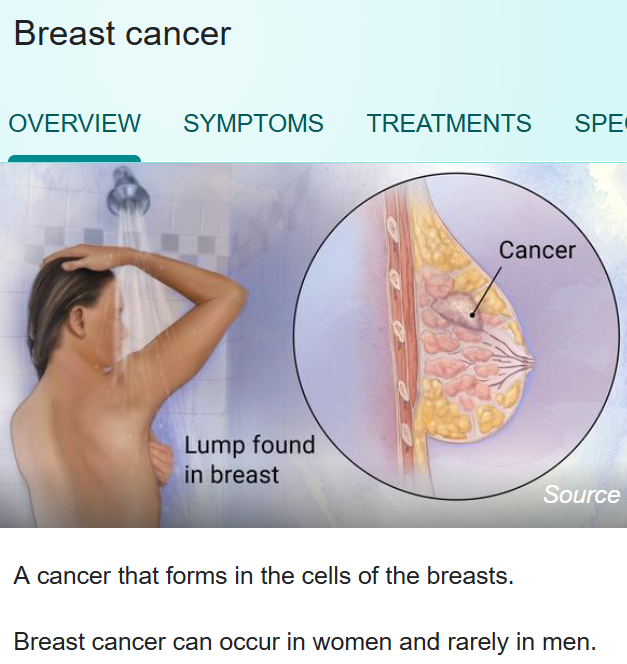 Breast cancer
OVERVIEW SYMPTOMS TREATMENTS SPE
Cancer
Lump found
in breast
Source
A cancer that forms in the cells of the breasts.
Breast cancer can occur in women and rarely in men.